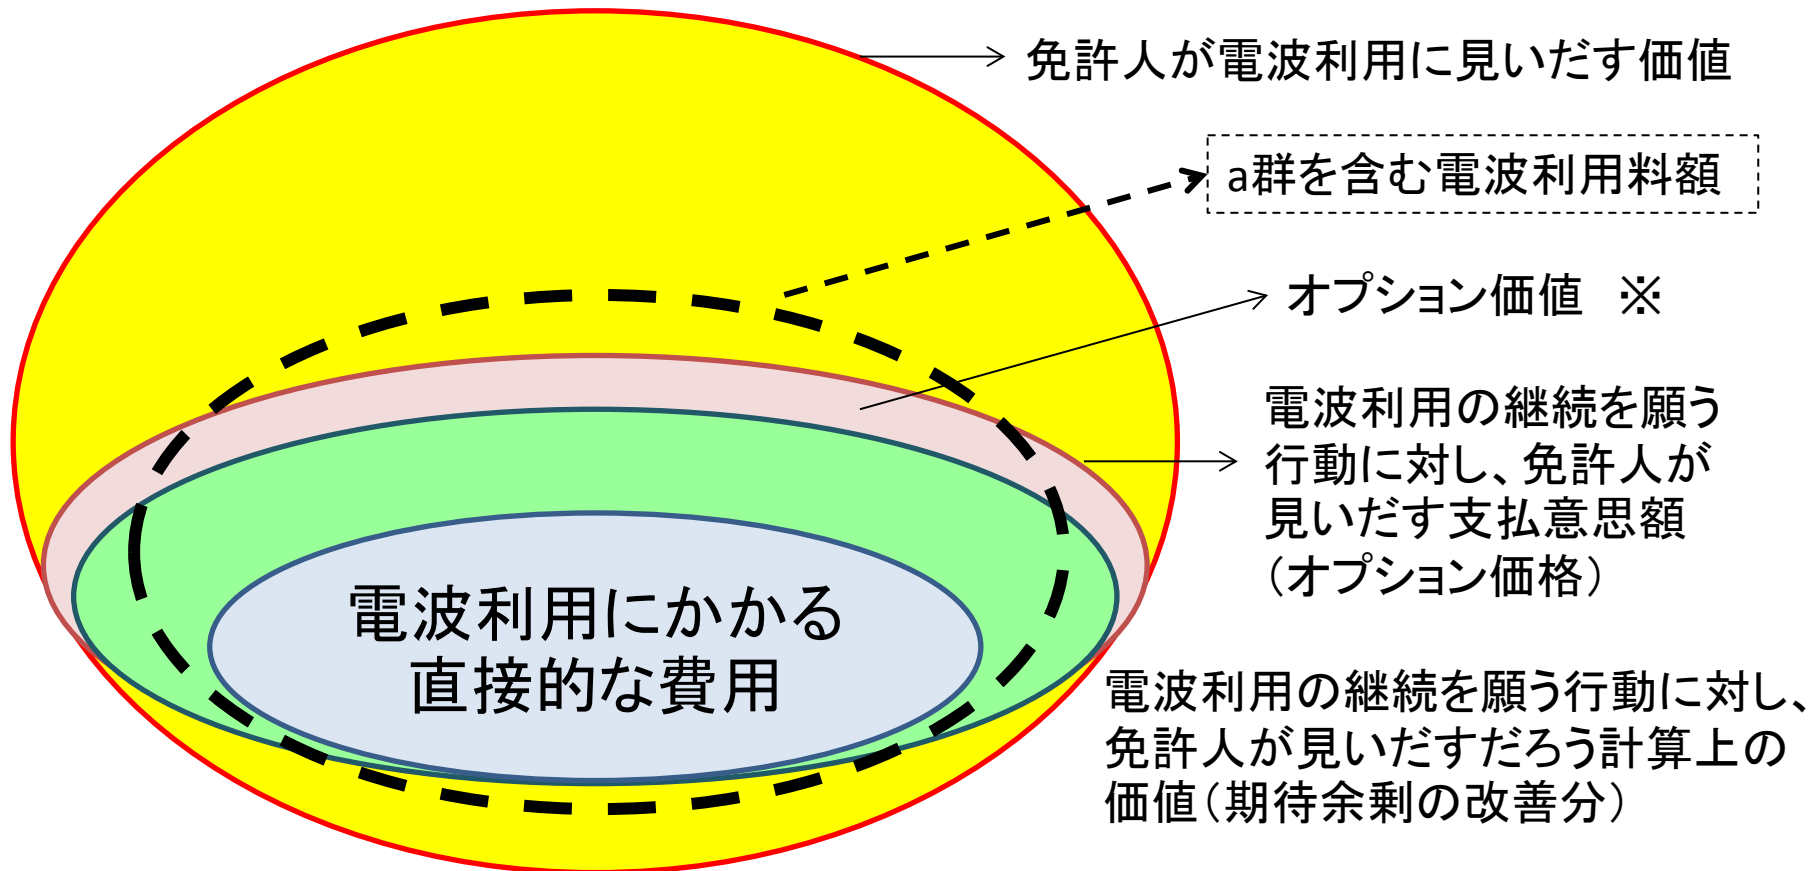 免許人が電波利用に見いだす価値
a群を含む電波利用料額
オプション価値　※
電波利用の継続を願う
行動に対し、免許人が
見いだす支払意思額
（オプション価格）
電波利用にかかる
直接的な費用
電波利用の継続を願う行動に対し、
免許人が見いだすだろう計算上の
価値（期待余剰の改善分）